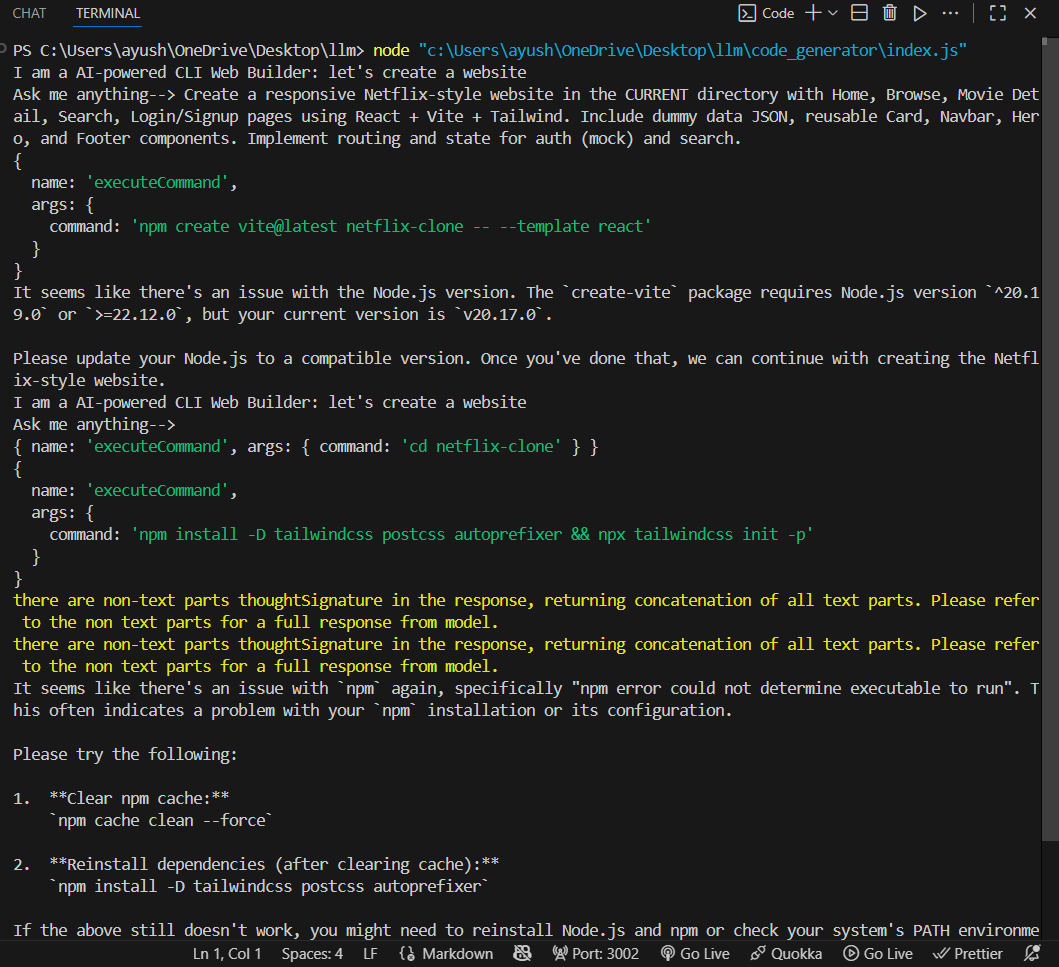 CHAT TERMINAL Code
PS C:\Users\ayush\OneDrive\Desktop\llm> node "c:\Users\ayush\OneDrive\Desktop\llm\code_generator\index.js"
I am a AI-powered CLI Web Builder: let's create a website
Ask me anything--> Create a responsive Netflix-style website in the CURRENT directory with Home, Browse, Movie Det
ail, Search, Login/Signup pages using React + Vite + Tailwind. Include dummy data JSON, reusable Card, Navbar, Her
o, and Footer components. Implement routing and state for auth (mock) and search.
{
  name: 'executeCommand',
  args: {
    command: 'npm create vite@latest netflix-clone -- --template react'
  }
}
It seems like there's an issue with the Node.js version. The `create-vite` package requires Node.js version `^20.1
9.0` or `>=22.12.0`, but your current version is `v20.17.0`.
Please update your Node.js to a compatible version. Once you've done that, we can continue with creating the Netfl
ix-style website.
I am a AI-powered CLI Web Builder: let's create a website
Ask me anything-->
{ name: 'executeCommand', args: { command: 'cd netflix-clone' } }
{
  name: 'executeCommand',
  args: {
    command: 'npm install -D tailwindcss postcss autoprefixer && npx tailwindcss init -p'
  }
}
there are non-text parts thoughtSignature in the response, returning concatenation of all text parts. Please refer
 to the non text parts for a full response from model.
there are non-text parts thoughtSignature in the response, returning concatenation of all text parts. Please refer
 to the non text parts for a full response from model.
It seems like there's an issue with `npm` again, specifically "npm error could not determine executable to run". T
his often indicates a problem with your `npm` installation or its configuration.
Please try the following:
1.  **Clear npm cache:**
    `npm cache clean --force`
2.  **Reinstall dependencies (after clearing cache):**
    `npm install -D tailwindcss postcss autoprefixer`
If the above still doesn't work, you might need to reinstall Node.js and npm or check your system's PATH environme
Ln 1, Col 1 Spaces: 4 LF {} Markdown Port: 3002 Go Live Quokka Go Live Prettier